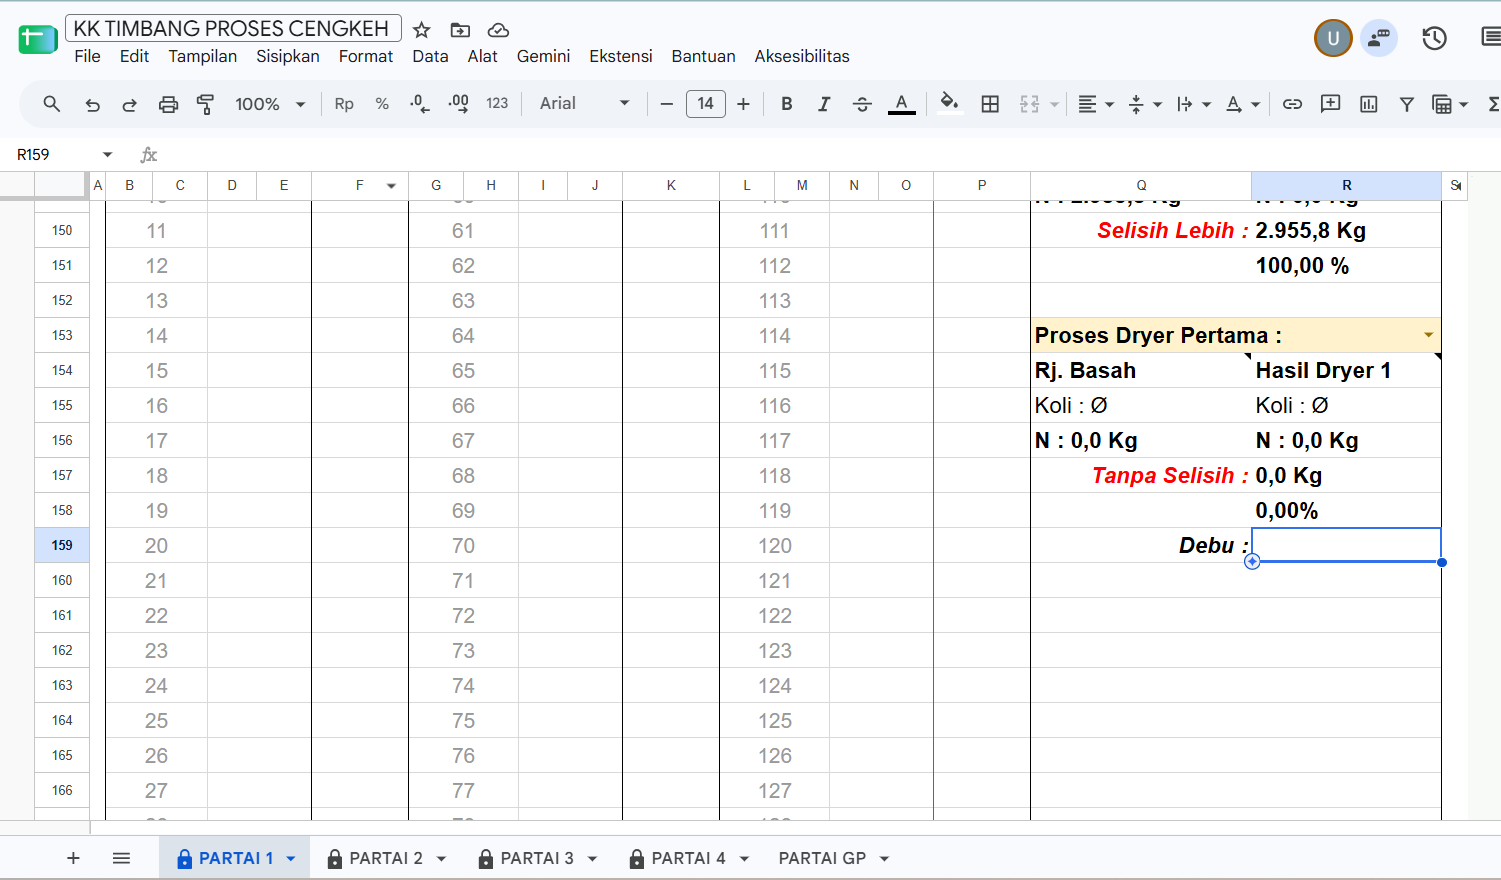 KK TIMBANG PROSES CENGKEH
File Edit Tampilan Sisipkan Format Data Alat Gemini Ekstensi Bantuan Aksesibilitas
U
100% Rp % .0 .00 123 Arial 14 B I A
R159 fx
A B C D E F G H I J K L M N O P Q R S
150 11 61 111 Selisih Lebih : 2.955,8 Kg
151 12 62 112 100,00 %
152 13 63 113
153 14 64 114 Proses Dryer Pertama :
154 15 65 115 Rj. Basah Hasil Dryer 1
155 16 66 116 Koli : Ø Koli : Ø
156 17 67 117 N : 0,0 Kg N : 0,0 Kg
157 18 68 118 Tanpa Selisih : 0,0 Kg
158 19 69 119 0,00%
159 20 70 120 Debu :
160 21 71 121
161 22 72 122
162 23 73 123
163 24 74 124
164 25 75 125
165 26 76 126
166 27 77 127
PARTAI 1 PARTAI 2 PARTAI 3 PARTAI 4 PARTAI GP